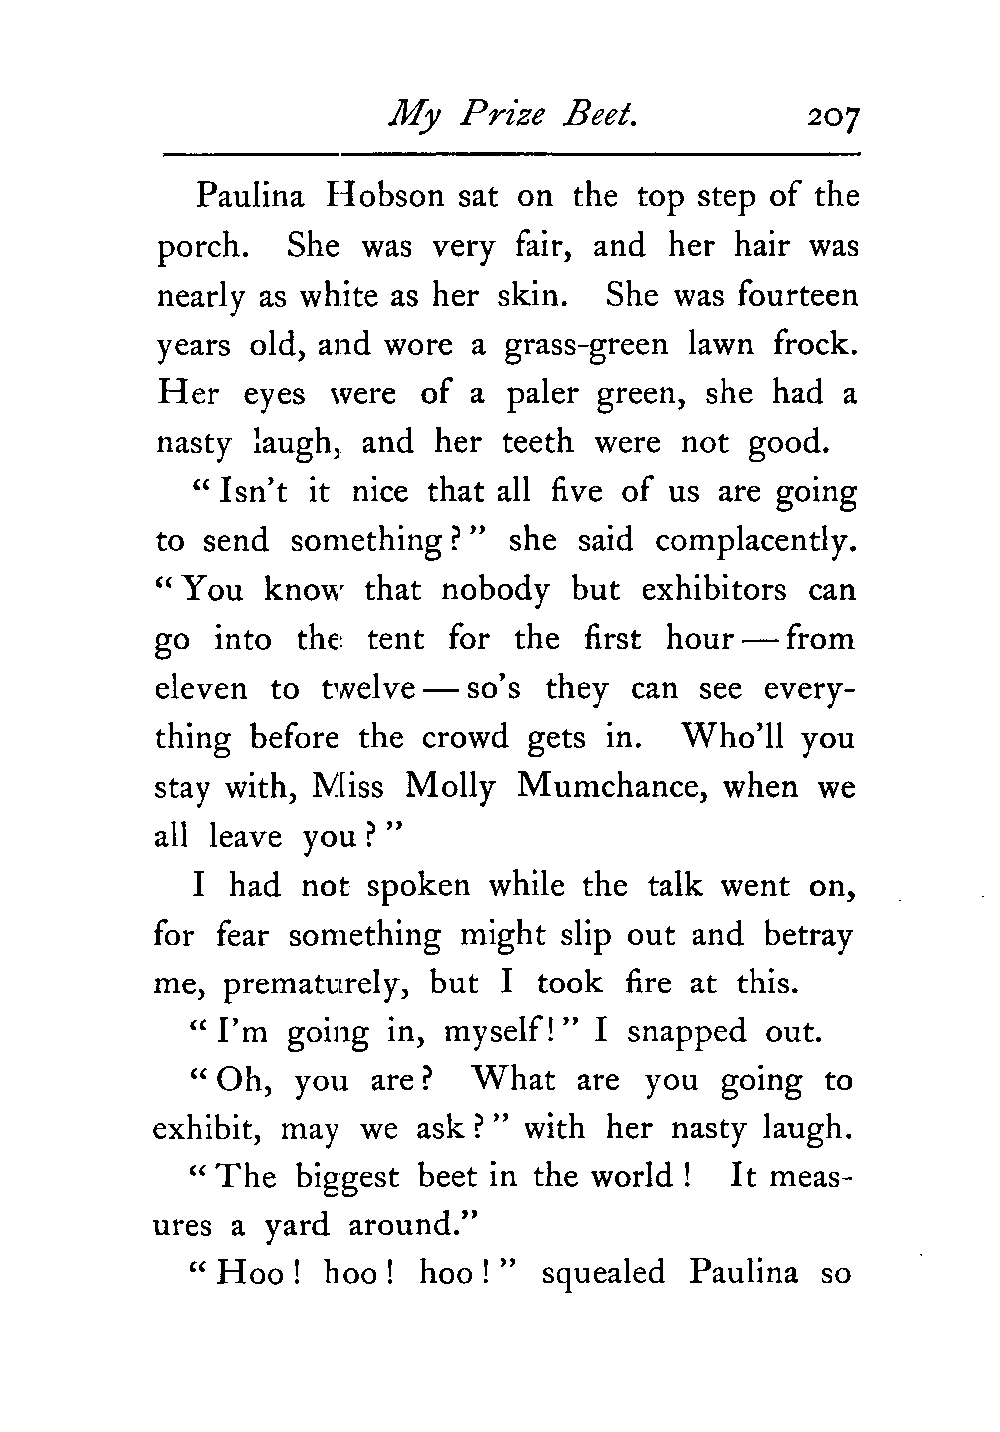 My Prize Beet. 207
Paulina Hobson sat on the top step of the
porch. She was very fair, and her hair was
nearly as white as her skin. She was fourteen
years old, and wore a grass-green lawn frock.
Her eyes were of a paler green, she had a
nasty laugh, and her teeth were not good.
“ Isn’t it nice that all five of us are going
to send something ? ” she said complacently.
“ You know that nobody but exhibitors can
go into the tent for the first hour — from
eleven to twelve — so’s they can see every-
thing before the crowd gets in. Who’ll you
stay with, Miss Molly Mumchance, when we
all leave you ? ”
I had not spoken while the talk went on,
for fear something might slip out and betray
me, prematurely, but I took fire at this.
“ I’m going in, myself! ” I snapped out.
“ Oh, you are ? What are you going to
exhibit, may we ask ? ” with her nasty laugh.
“ The biggest beet in the world ! It meas-
ures a yard around.”
“ Hoo ! hoo ! hoo ! ” squealed Paulina so